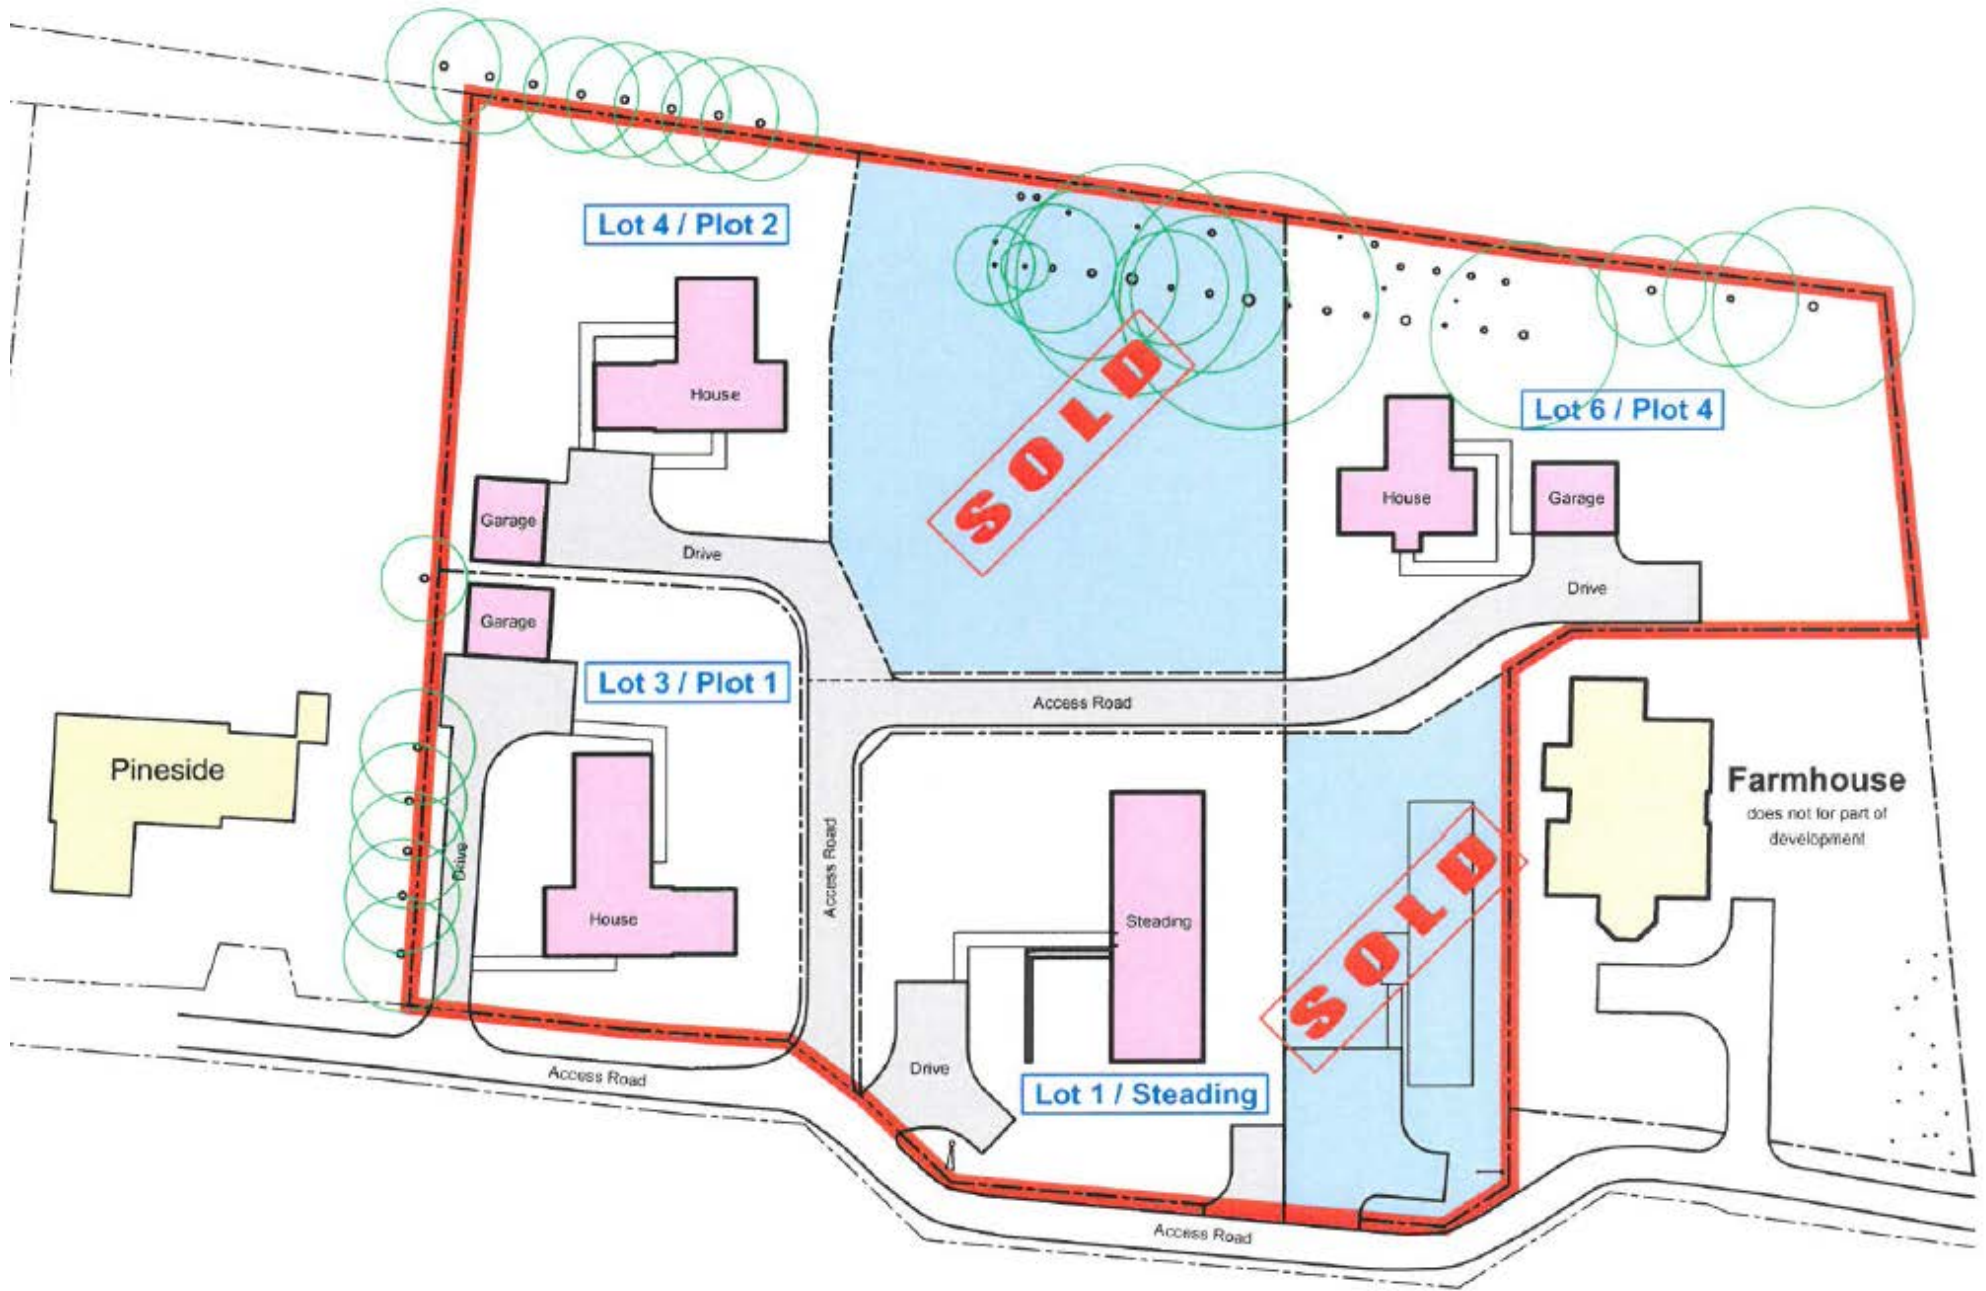 Lot 4 / Plot 2
House
Garage
Drive
SOLD
Lot 6 / Plot 4
House
Garage
Drive
Garage
Lot 3 / Plot 1
Drive
House
Access Road
Access Road
Access Road
Pineside
Steading
Drive
Lot 1 / Steading
SOLD
Farmhouse
does not for part of
development
Access Road